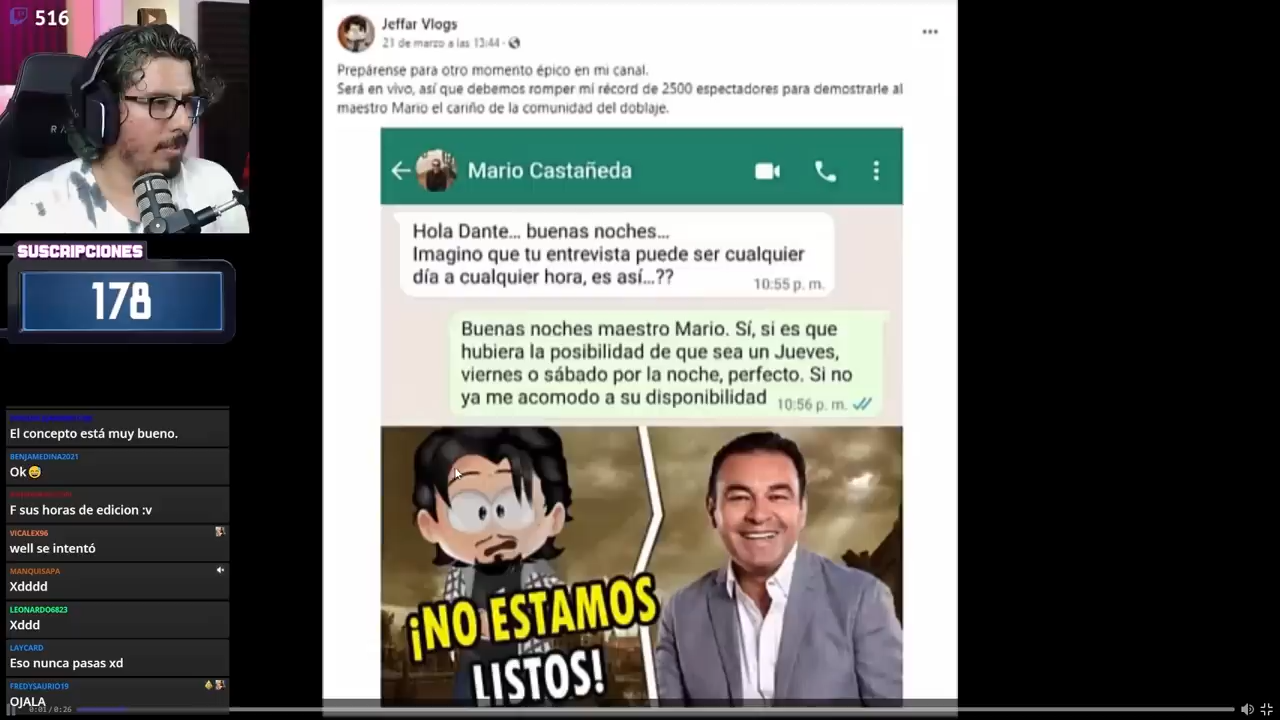 516
Jeffar Vlogs
21 de marzo a las 13:44
Prepárense para otro momento épico en mi canal.
Será en vivo, así que debemos romper mi récord de 2500 espectadores para demostrarle al
maestro Mario el cariño de la comunidad del doblaje.
Mario Castañeda
Hola Dante... buenas noches...
Imagino que tu entrevista puede ser cualquier
día a cualquier hora, es así...??
10:55 p. m.
Buenas noches maestro Mario. Sí, si es que
hubiera la posibilidad de que sea un Jueves,
viernes o sábado por la noche, perfecto. Si no
ya me acomodo a su disponibilidad
10:56 p. m.
¡NO ESTAMOS
LISTOS!
SUSCRIPCIONES
178
El concepto está muy bueno.
BENJAMEDINA2021
Ok
F sus horas de edicion :v
VICALEX96
well se intentó
MANQUISAPA
Xdddd
LEONARDO6823
Xddd
LAYCARD
Eso nunca pasas xd
FREDYSAURIO19
OJALA
0:01 / 0:26